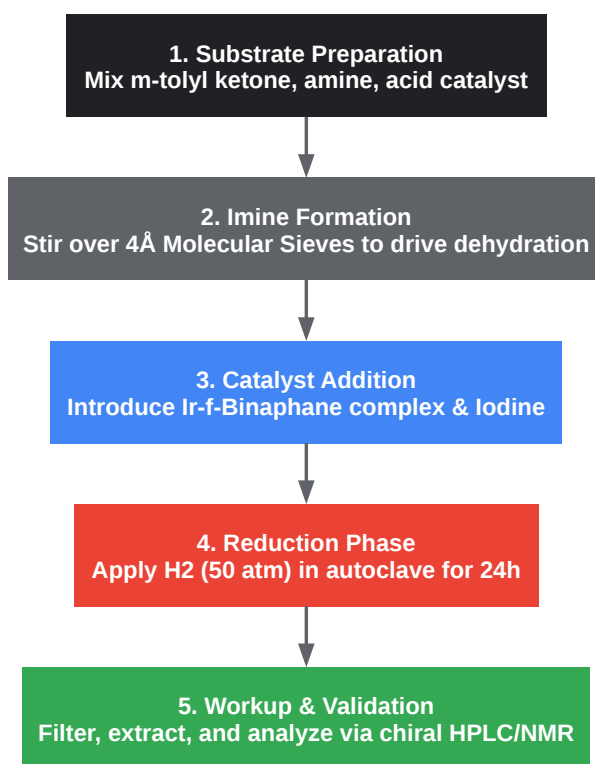 1. Substrate Preparation
Mix m-tolyl ketone, amine, acid catalyst
2. Imine Formation
Stir over 4Å Molecular Sieves to drive dehydration
3. Catalyst Addition
Introduce Ir-f-Binaphane complex & Iodine
4. Reduction Phase
Apply H2 (50 atm) in autoclave for 24h
5. Workup & Validation
Filter, extract, and analyze via chiral HPLC/NMR